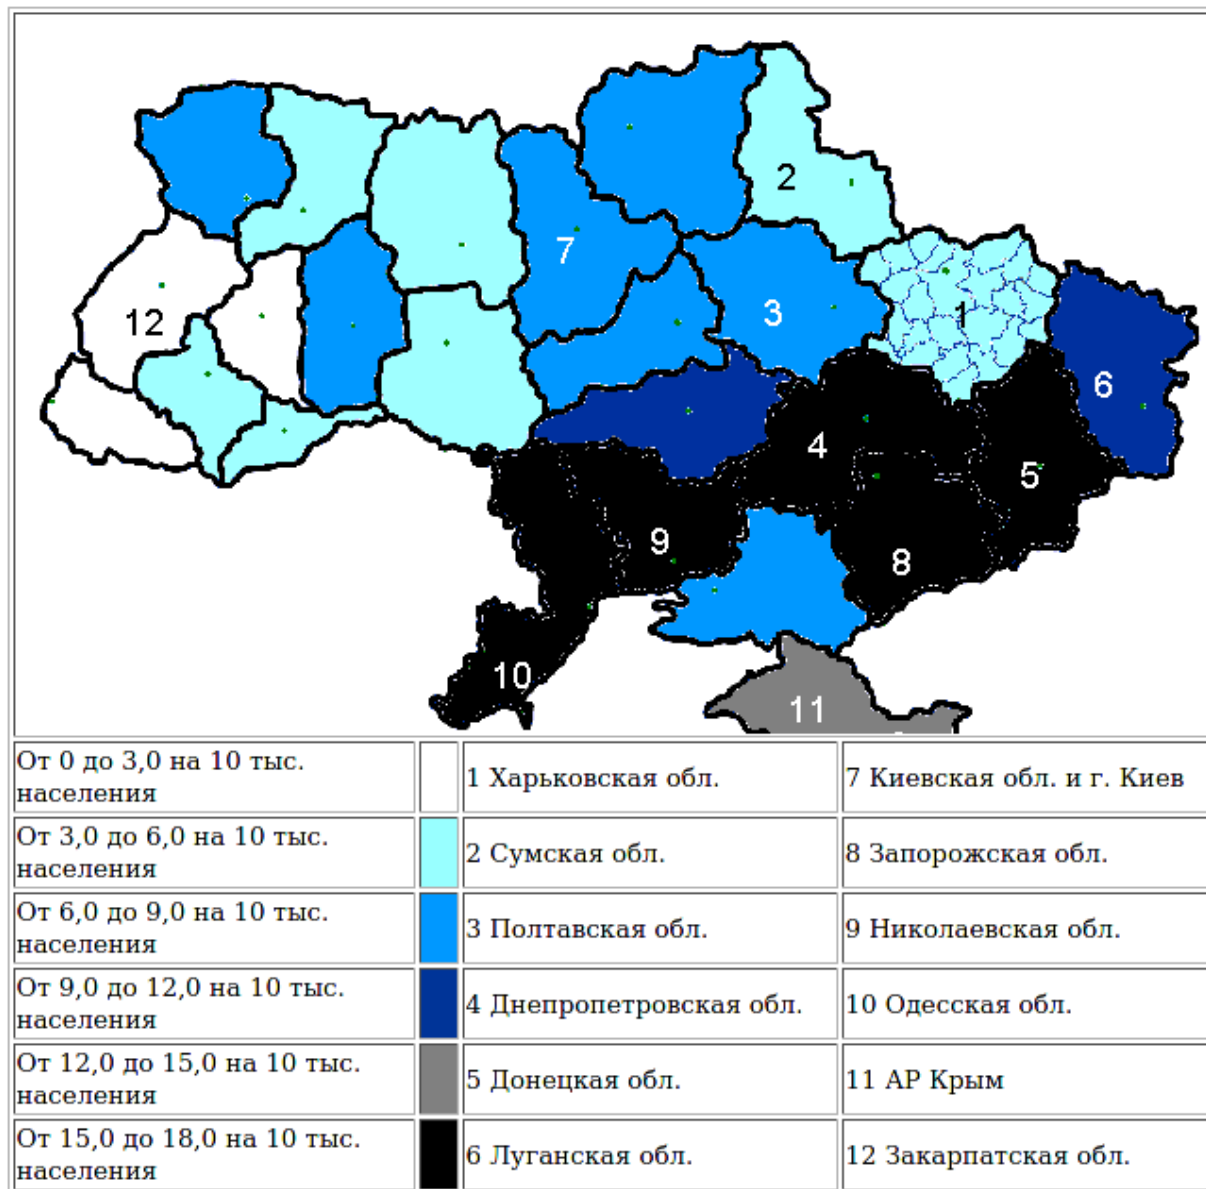 2
12
7
3
1
6
4
5
9
8
10
11
От 0 до 3,0 на 10 тыс.
населения
1 Харьковская обл.
7 Киевская обл. и г. Киев
От 3,0 до 6,0 на 10 тыс.
населения
2 Сумская обл.
8 Запорожская обл.
От 6,0 до 9,0 на 10 тыс.
населения
3 Полтавская обл.
9 Николаевская обл.
От 9,0 до 12,0 на 10 тыс.
населения
4 Днепропетровская обл.
10 Одесская обл.
От 12,0 до 15,0 на 10 тыс.
населения
5 Донецкая обл.
11 АР Крым
От 15,0 до 18,0 на 10 тыс.
населения
6 Луганская обл.
12 Закарпатская обл.